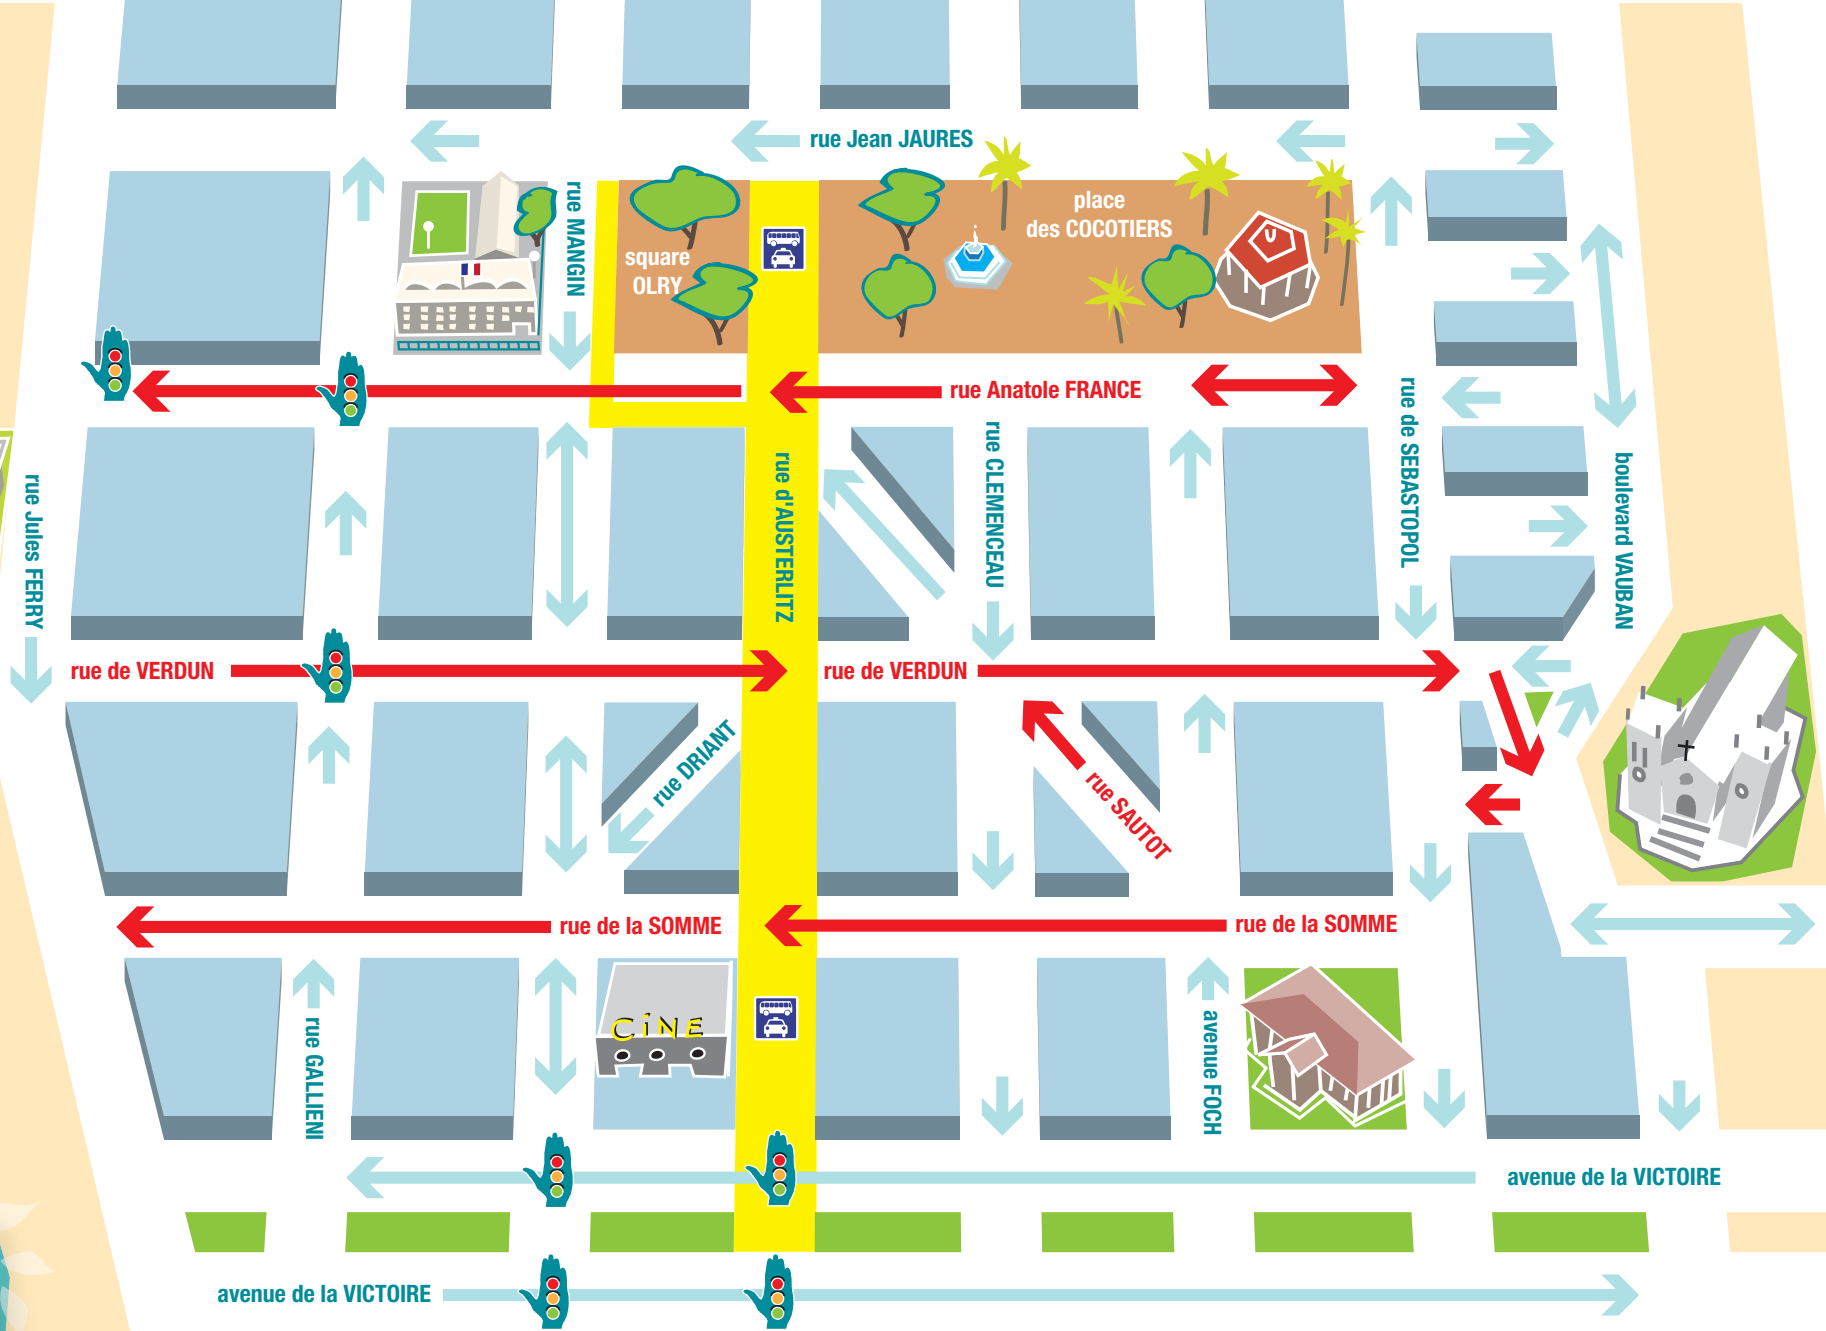 rue Jean JAURES
rue MANGIN
square
OLRY
place
des COCOTIERS
rue Anatole FRANCE
rue Jules FERRY
rue d'AUSTERLITZ
rue CLEMENCEAU
rue de SEBASTOPOL
boulevard VAUBAN
rue de VERDUN
rue de VERDUN
rue DRIANT
rue SAUTOT
rue de la SOMME
rue de la SOMME
CiNE
rue GALLIENI
avenue FOCH
avenue de la VICTOIRE
avenue de la VICTOIRE